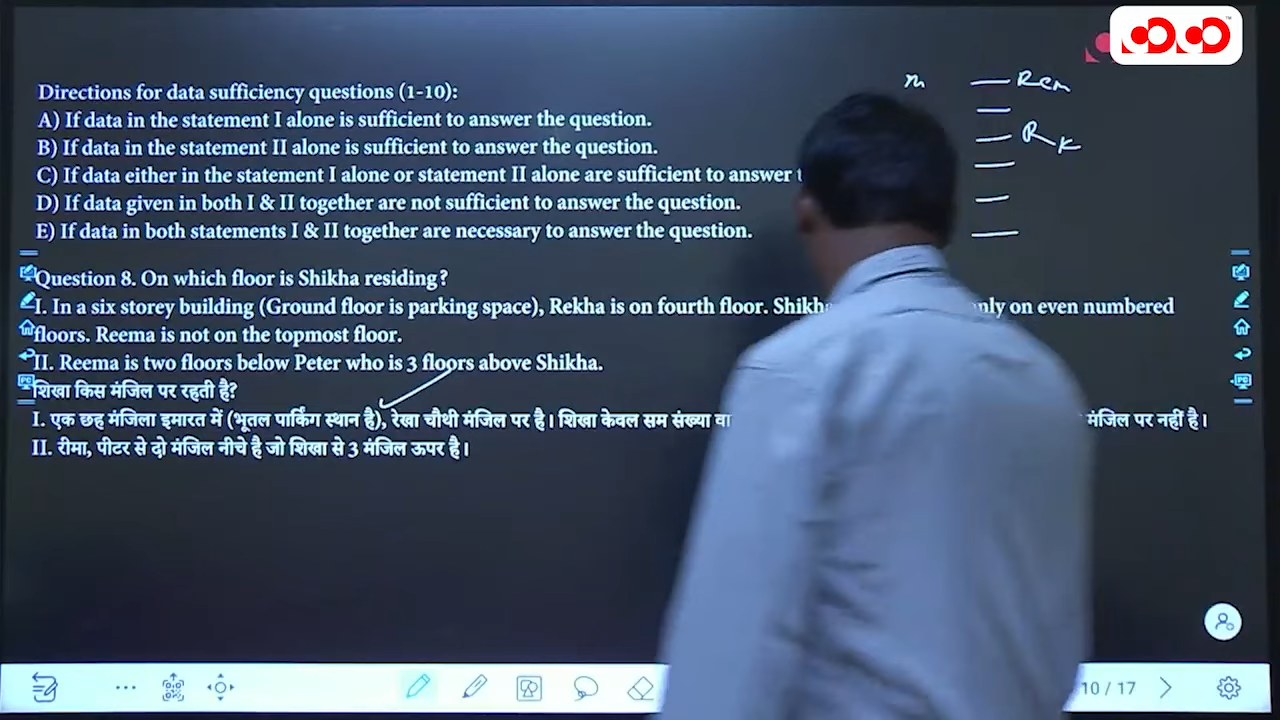 Directions for data sufficiency questions (1-10):
A) If data in the statement I alone is sufficient to answer the question.
B) If data in the statement II alone is sufficient to answer the question.
C) If data either in the statement I alone or statement II alone are sufficient to answer t
D) If data given in both I & II together are not sufficient to answer the question.
E) If data in both statements I & II together are necessary to answer the question.
Question 8. On which floor is Shikha residing?
I. In a six storey building (Ground floor is parking space), Rekha is on fourth floor. Shikh nly on even numbered
floors. Reema is not on the topmost floor.
II. Reema is two floors below Peter who is 3 floors above Shikha.
शिखा किस मंजिल पर रहती है?
I. एक छह मंजिला इमारत में (भूतल पार्किंग स्थान है), रेखा चौथी मंजिल पर है। शिखा केवल सम संख्या वा मंजिल पर नहीं है।
II. रीमा, पीटर से दो मंजिल नीचे है जो शिखा से 3 मंजिल ऊपर है।
10 / 17